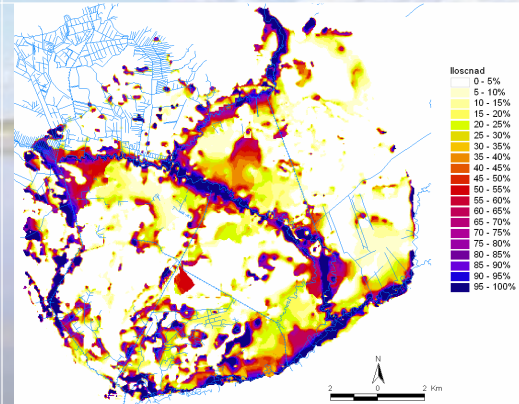 Iloscnad
0 - 5%
5 - 10%
10 - 15%
15 - 20%
20 - 25%
25 - 30%
30 - 35%
35 - 40%
40 - 45%
45 - 50%
50 - 55%
55 - 60%
60 - 65%
65 - 70%
70 - 75%
75 - 80%
80 - 85%
85 - 90%
90 - 95%
95 - 100%
N
2 0 2 Km